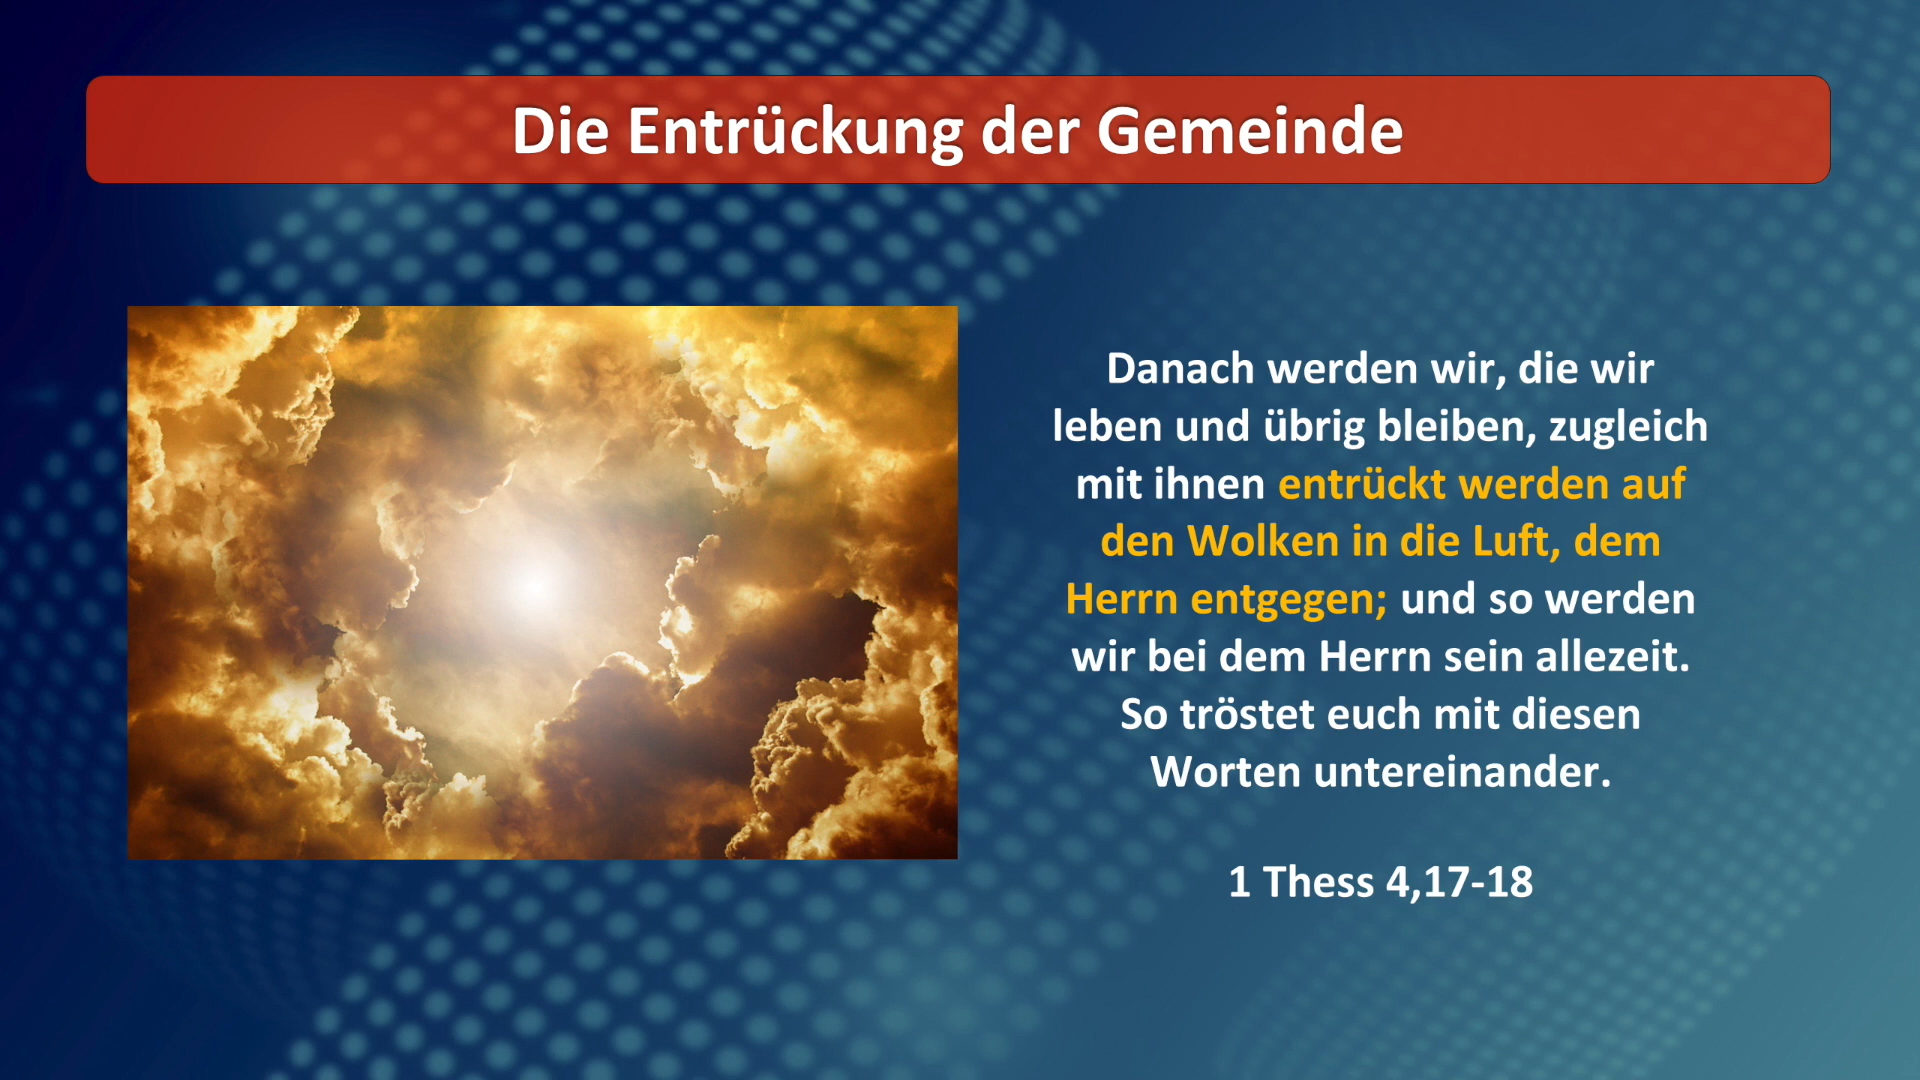 Die Entrückung der Gemeinde
Danach werden wir, die wir
leben und übrig bleiben, zugleich
mit ihnen entrückt werden auf
den Wolken in die Luft, dem
Herrn entgegen; und so werden
wir bei dem Herrn sein allezeit.
So tröstet euch mit diesen
Worten untereinander.
1 Thess 4,17-18